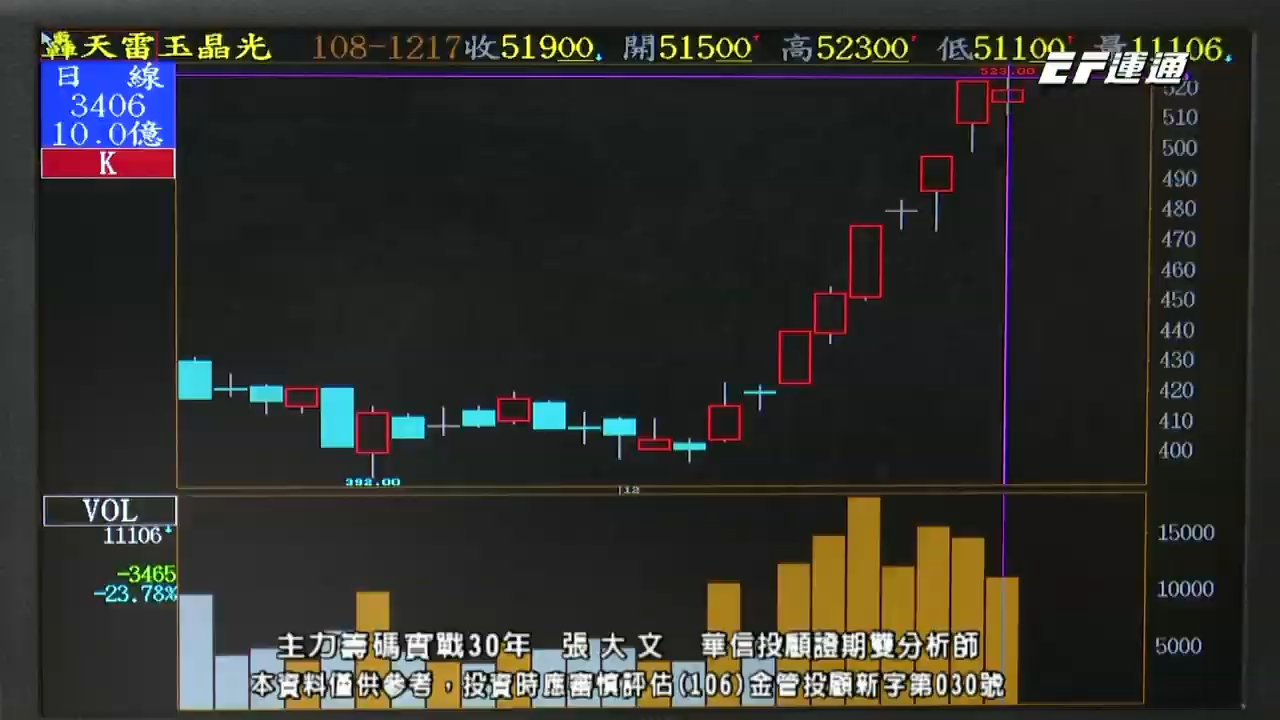 轟天雷玉晶光 108-1217收51900↓ 開51500↑ 高52300↑ 低51100↑ 量11106↓
EF連通
日 線
3406
10.0億
K
523.00
520
510
500
490
480
470
460
450
440
430
420
410
400
392.00
12
VOL
11106↓
-3465
-23.78%
15000
10000
5000
主力籌碼實戰30年 張大文 華信投顧證期雙分析師
本資料僅供參考，投資時應審慎評估(106)金管投顧新字第030號